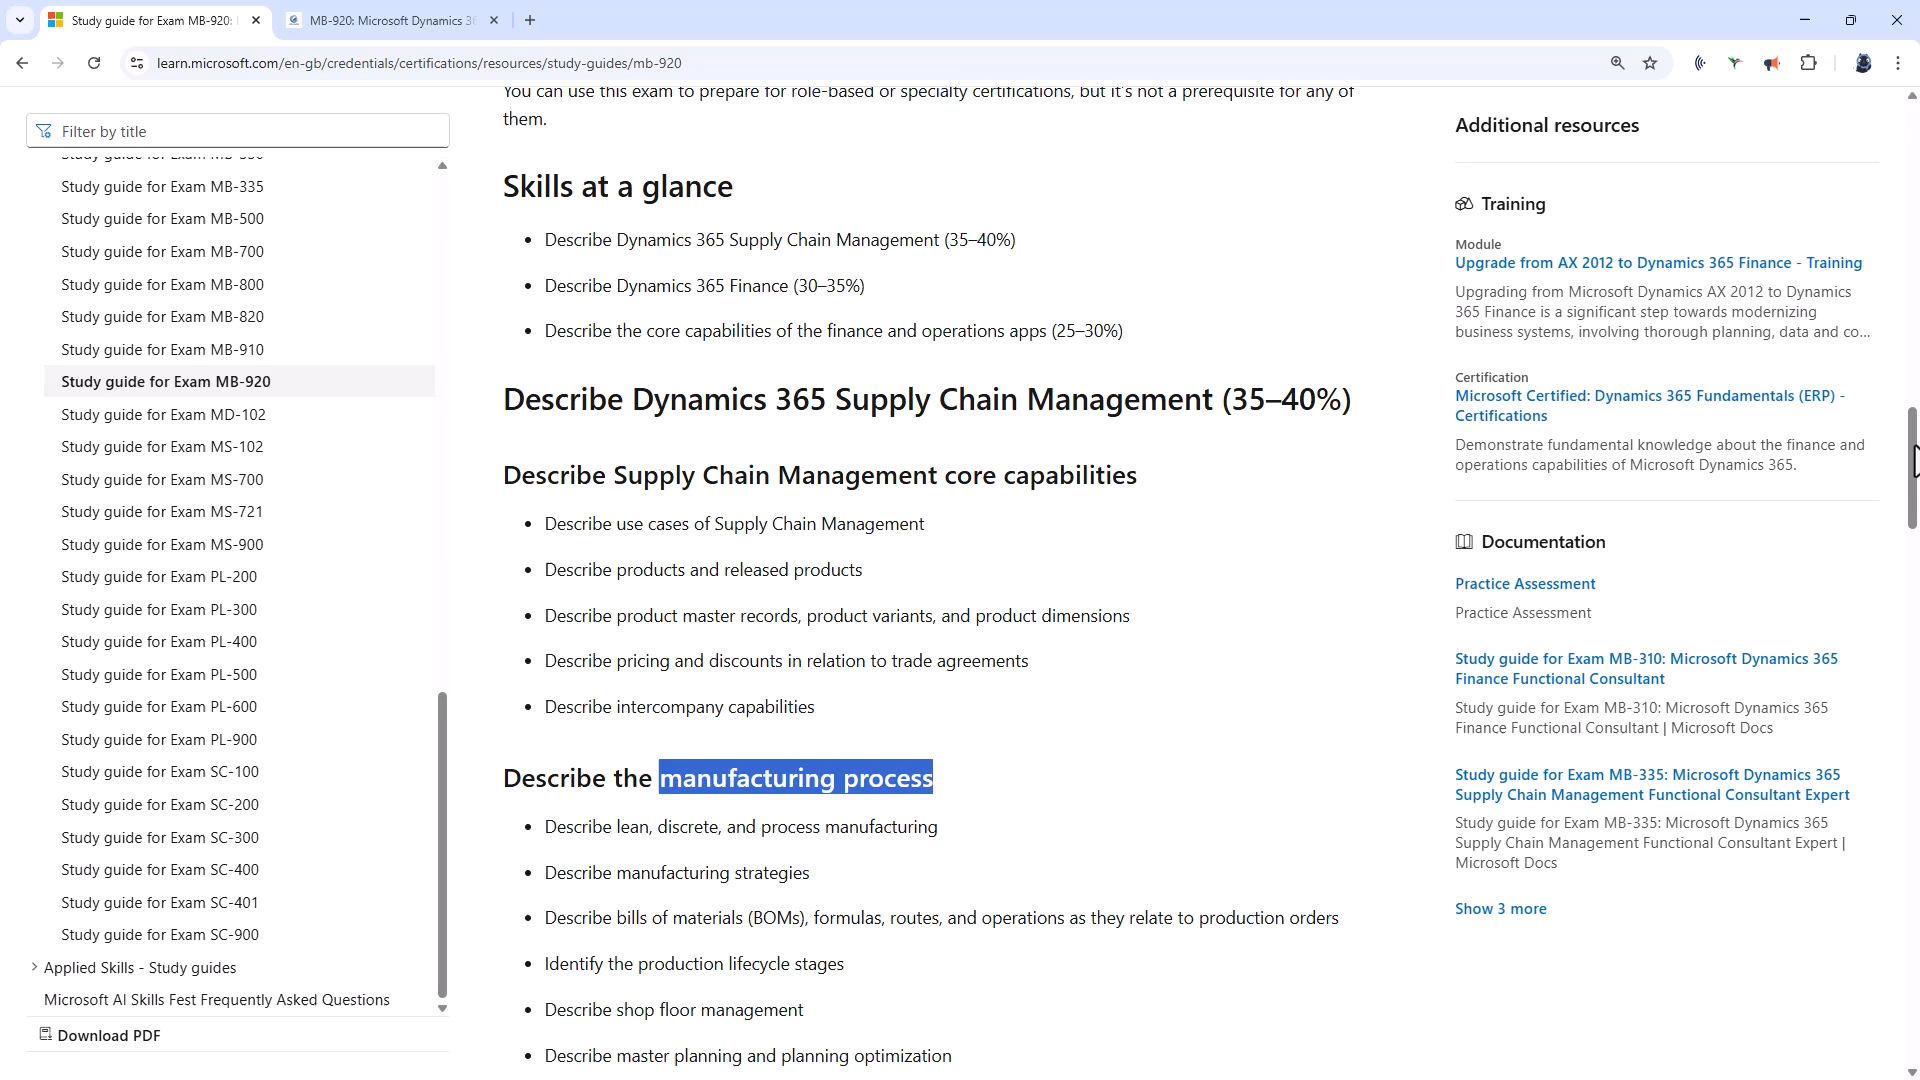 Study guide for Exam MB-920:
MB-920: Microsoft Dynamics 36
learn.microsoft.com/en-gb/credentials/certifications/resources/study-guides/mb-920
Filter by title
Study guide for Exam MB-335
Study guide for Exam MB-500
Study guide for Exam MB-700
Study guide for Exam MB-800
Study guide for Exam MB-820
Study guide for Exam MB-910
Study guide for Exam MB-920
Study guide for Exam MD-102
Study guide for Exam MS-102
Study guide for Exam MS-700
Study guide for Exam MS-721
Study guide for Exam MS-900
Study guide for Exam PL-200
Study guide for Exam PL-300
Study guide for Exam PL-400
Study guide for Exam PL-500
Study guide for Exam PL-600
Study guide for Exam PL-900
Study guide for Exam SC-100
Study guide for Exam SC-200
Study guide for Exam SC-300
Study guide for Exam SC-400
Study guide for Exam SC-401
Study guide for Exam SC-900
Applied Skills - Study guides
Microsoft AI Skills Fest Frequently Asked Questions
Download PDF
You can use this exam to prepare for role-based or specialty certifications, but it's not a prerequisite for any of
them.
Skills at a glance
• Describe Dynamics 365 Supply Chain Management (35–40%)
• Describe Dynamics 365 Finance (30–35%)
• Describe the core capabilities of the finance and operations apps (25–30%)
Describe Dynamics 365 Supply Chain Management (35–40%)
Describe Supply Chain Management core capabilities
• Describe use cases of Supply Chain Management
• Describe products and released products
• Describe product master records, product variants, and product dimensions
• Describe pricing and discounts in relation to trade agreements
• Describe intercompany capabilities
Describe the manufacturing process
• Describe lean, discrete, and process manufacturing
• Describe manufacturing strategies
• Describe bills of materials (BOMs), formulas, routes, and operations as they relate to production orders
• Identify the production lifecycle stages
• Describe shop floor management
• Describe master planning and planning optimization
Additional resources
Training
Module
Upgrade from AX 2012 to Dynamics 365 Finance - Training
Upgrading from Microsoft Dynamics AX 2012 to Dynamics
365 Finance is a significant step towards modernizing
business systems, involving thorough planning, data and co...
Certification
Microsoft Certified: Dynamics 365 Fundamentals (ERP) -
Certifications
Demonstrate fundamental knowledge about the finance and
operations capabilities of Microsoft Dynamics 365.
Documentation
Practice Assessment
Practice Assessment
Study guide for Exam MB-310: Microsoft Dynamics 365
Finance Functional Consultant
Study guide for Exam MB-310: Microsoft Dynamics 365
Finance Functional Consultant | Microsoft Docs
Study guide for Exam MB-335: Microsoft Dynamics 365
Supply Chain Management Functional Consultant Expert
Study guide for Exam MB-335: Microsoft Dynamics 365
Supply Chain Management Functional Consultant Expert |
Microsoft Docs
Show 3 more